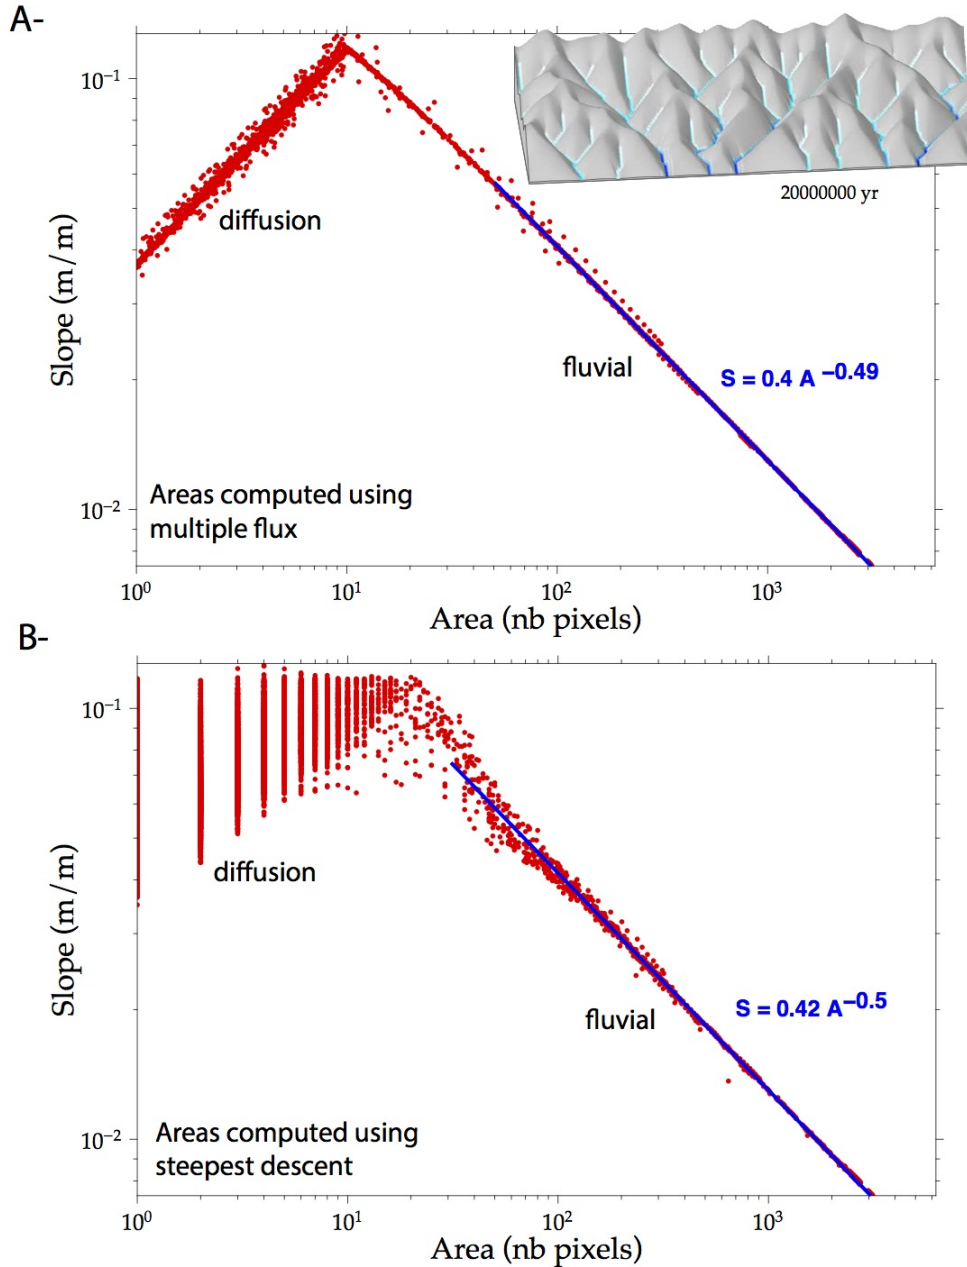 A-
10⁻¹
diffusion
20000000 yr
Slope (m/m)
fluvial
S = 0.4 A⁻⁰·⁴⁹
Areas computed using
multiple flux
10⁻²
10⁰ 10¹ 10² 10³
Area (nb pixels)
B-
10⁻¹
diffusion
Slope (m/m)
S = 0.42 A⁻⁰·⁵
fluvial
Areas computed using
steepest descent
10⁻²
10⁰ 10¹ 10² 10³
Area (nb pixels)